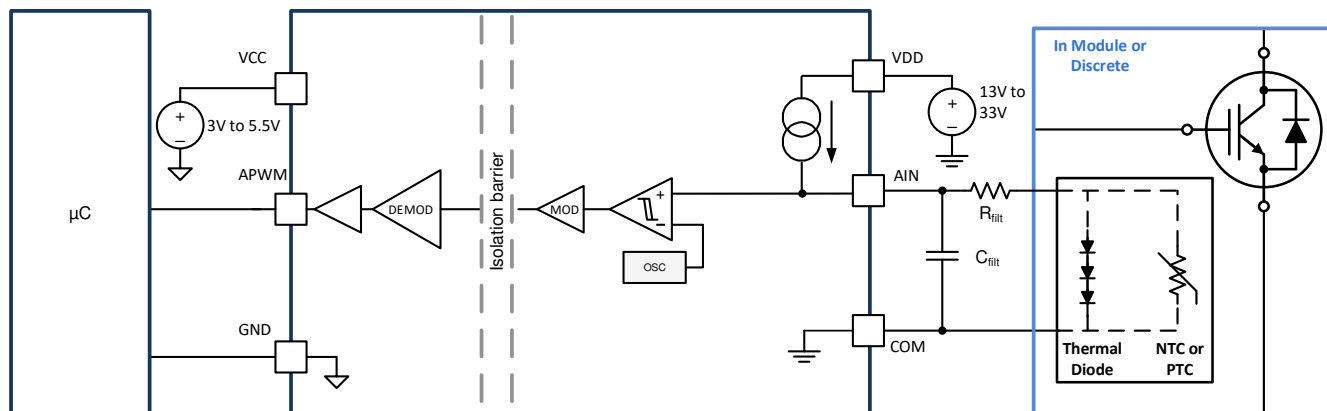 In Module or
Discrete
VCC
VDD
+
−
3V to 5.5V
+
−
13V to
33V
APWM
AIN
µC
DEMOD
Isolation barrier
MOD
+
−
OSC
Rfilt
Cfilt
GND
COM
Thermal
Diode
NTC or
PTC